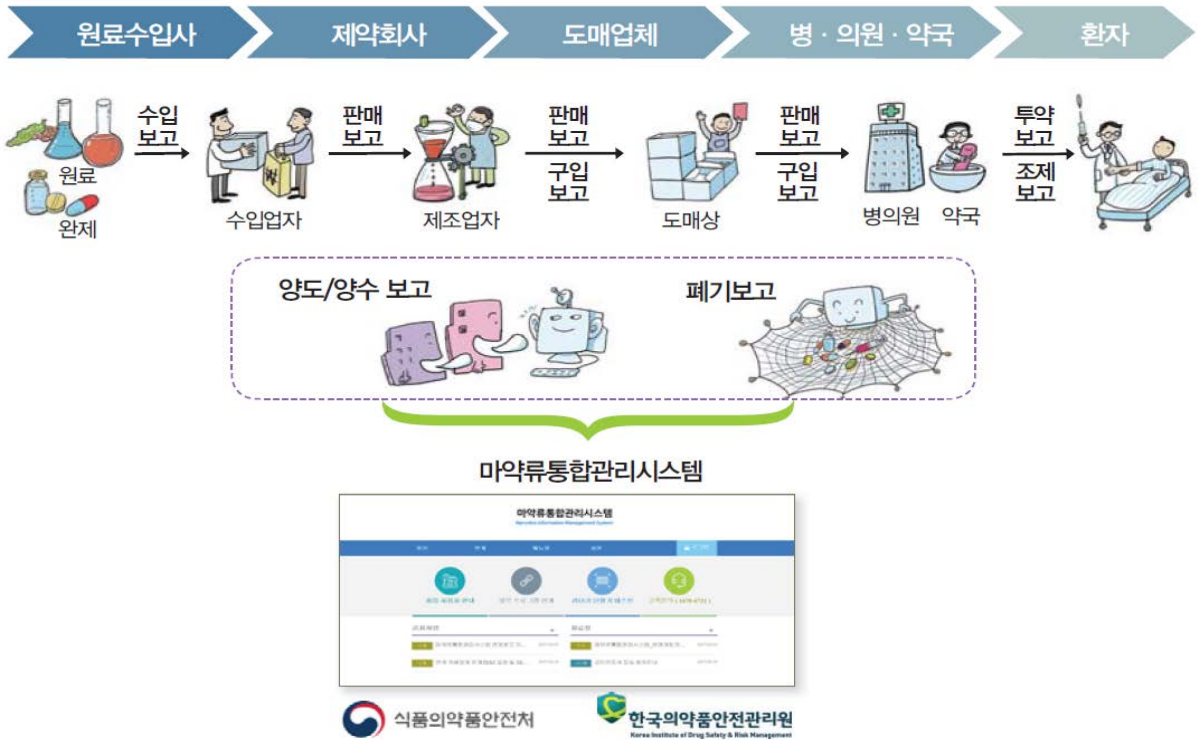 원료수입사
제약회사
도매업체
병 · 의원 · 약국
환자
수입
보고
판매
보고
판매
보고
구입
보고
판매
보고
구입
보고
투약
보고
조제
보고
원료
완제
수입업자
제조업자
도매상
병의원
약국
양도/양수 보고
폐기보고
마약류통합관리시스템
마약류통합관리시스템
Narcotics Information Management System
식품의약품안전처
한국의약품안전관리원
Korea Institute of Drug Safety & Risk Management